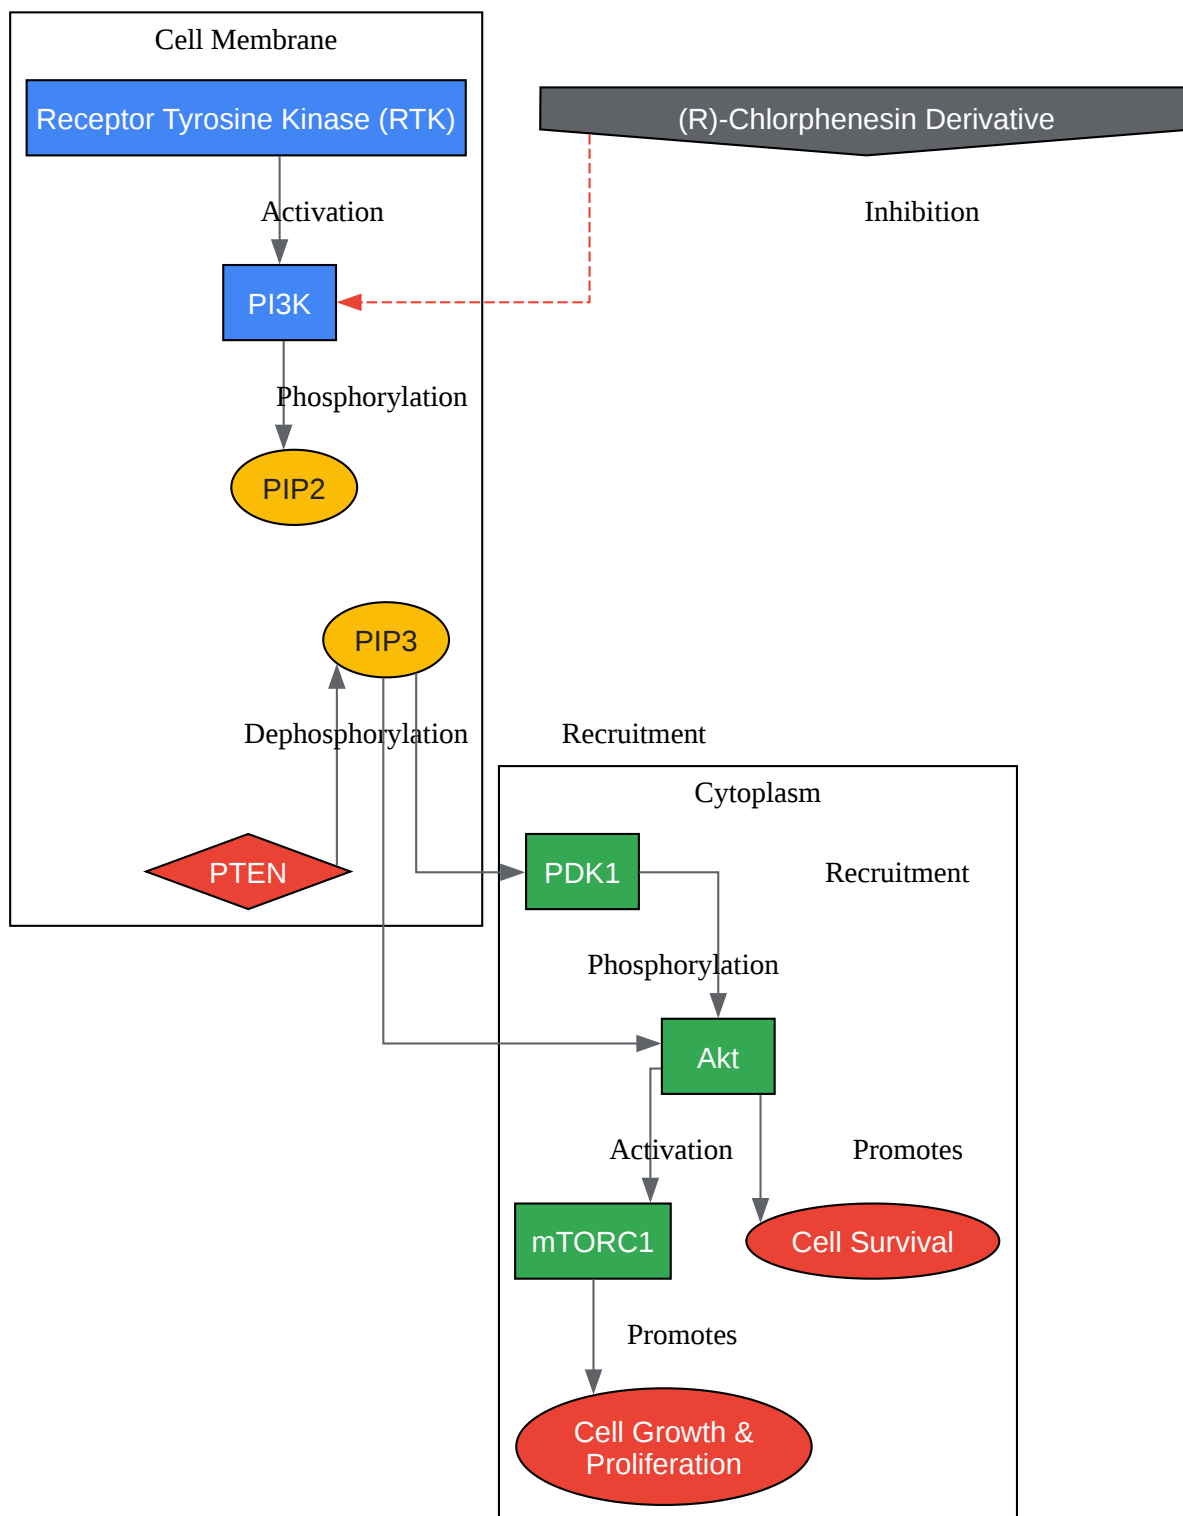 Cell Membrane
Receptor Tyrosine Kinase (RTK)
(R)-Chlorphenesin Derivative
Activation
Inhibition
PI3K
Phosphorylation
PIP2
PIP3
Dephosphorylation
Recruitment
Cytoplasm
PTEN
PDK1
Recruitment
Phosphorylation
Akt
Activation
Promotes
mTORC1
Cell Survival
Promotes
Cell Growth &
Proliferation